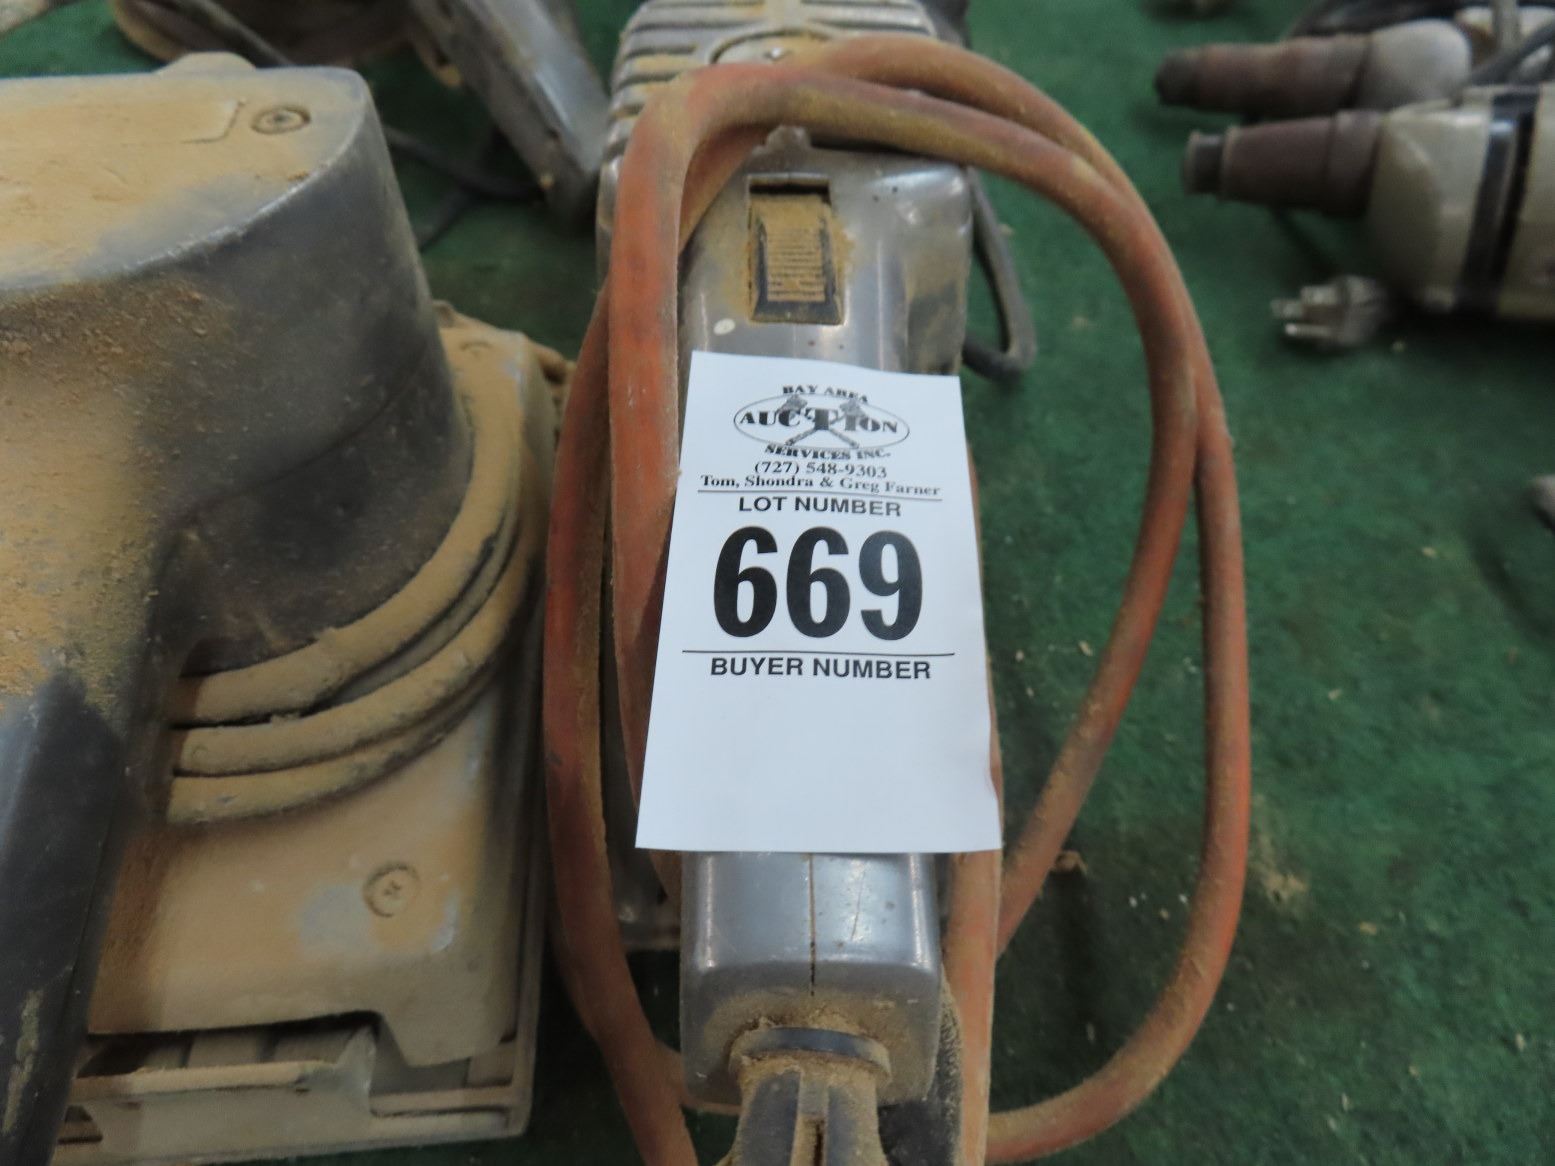 BAY AREA
AUCTION
SERVICES INC.
(727) 548-9303
Tom, Shondra & Greg Farner
LOT NUMBER
669
BUYER NUMBER